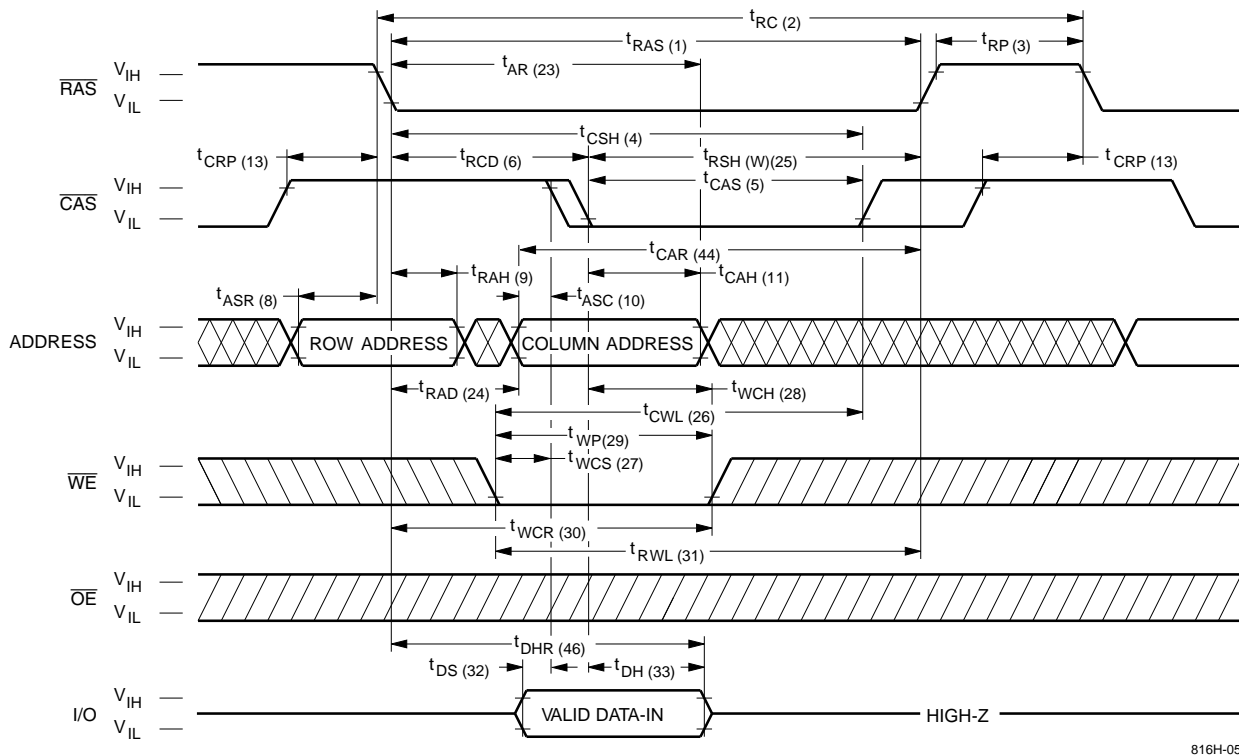 tRC (2)
tRAS (1)
tRP (3)
tAR (23)
RAS
VIH
VIL
tCSH (4)
tCRP (13)
tRCD (6)
tRSH (W)(25)
tCRP (13)
tCAS (5)
CAS
VIH
VIL
tCAR (44)
tRAH (9)
tCAH (11)
tASR (8)
tASC (10)
ADDRESS
VIH
VIL
ROW ADDRESS
COLUMN ADDRESS
tRAD (24)
tWCH (28)
tCWL (26)
tWP(29)
tWCS (27)
WE
VIH
VIL
tWCR (30)
tRWL (31)
OE
VIH
VIL
tDHR (46)
tDS (32)
tDH (33)
I/O
VIH
VIL
VALID DATA-IN
HIGH-Z
816H-05